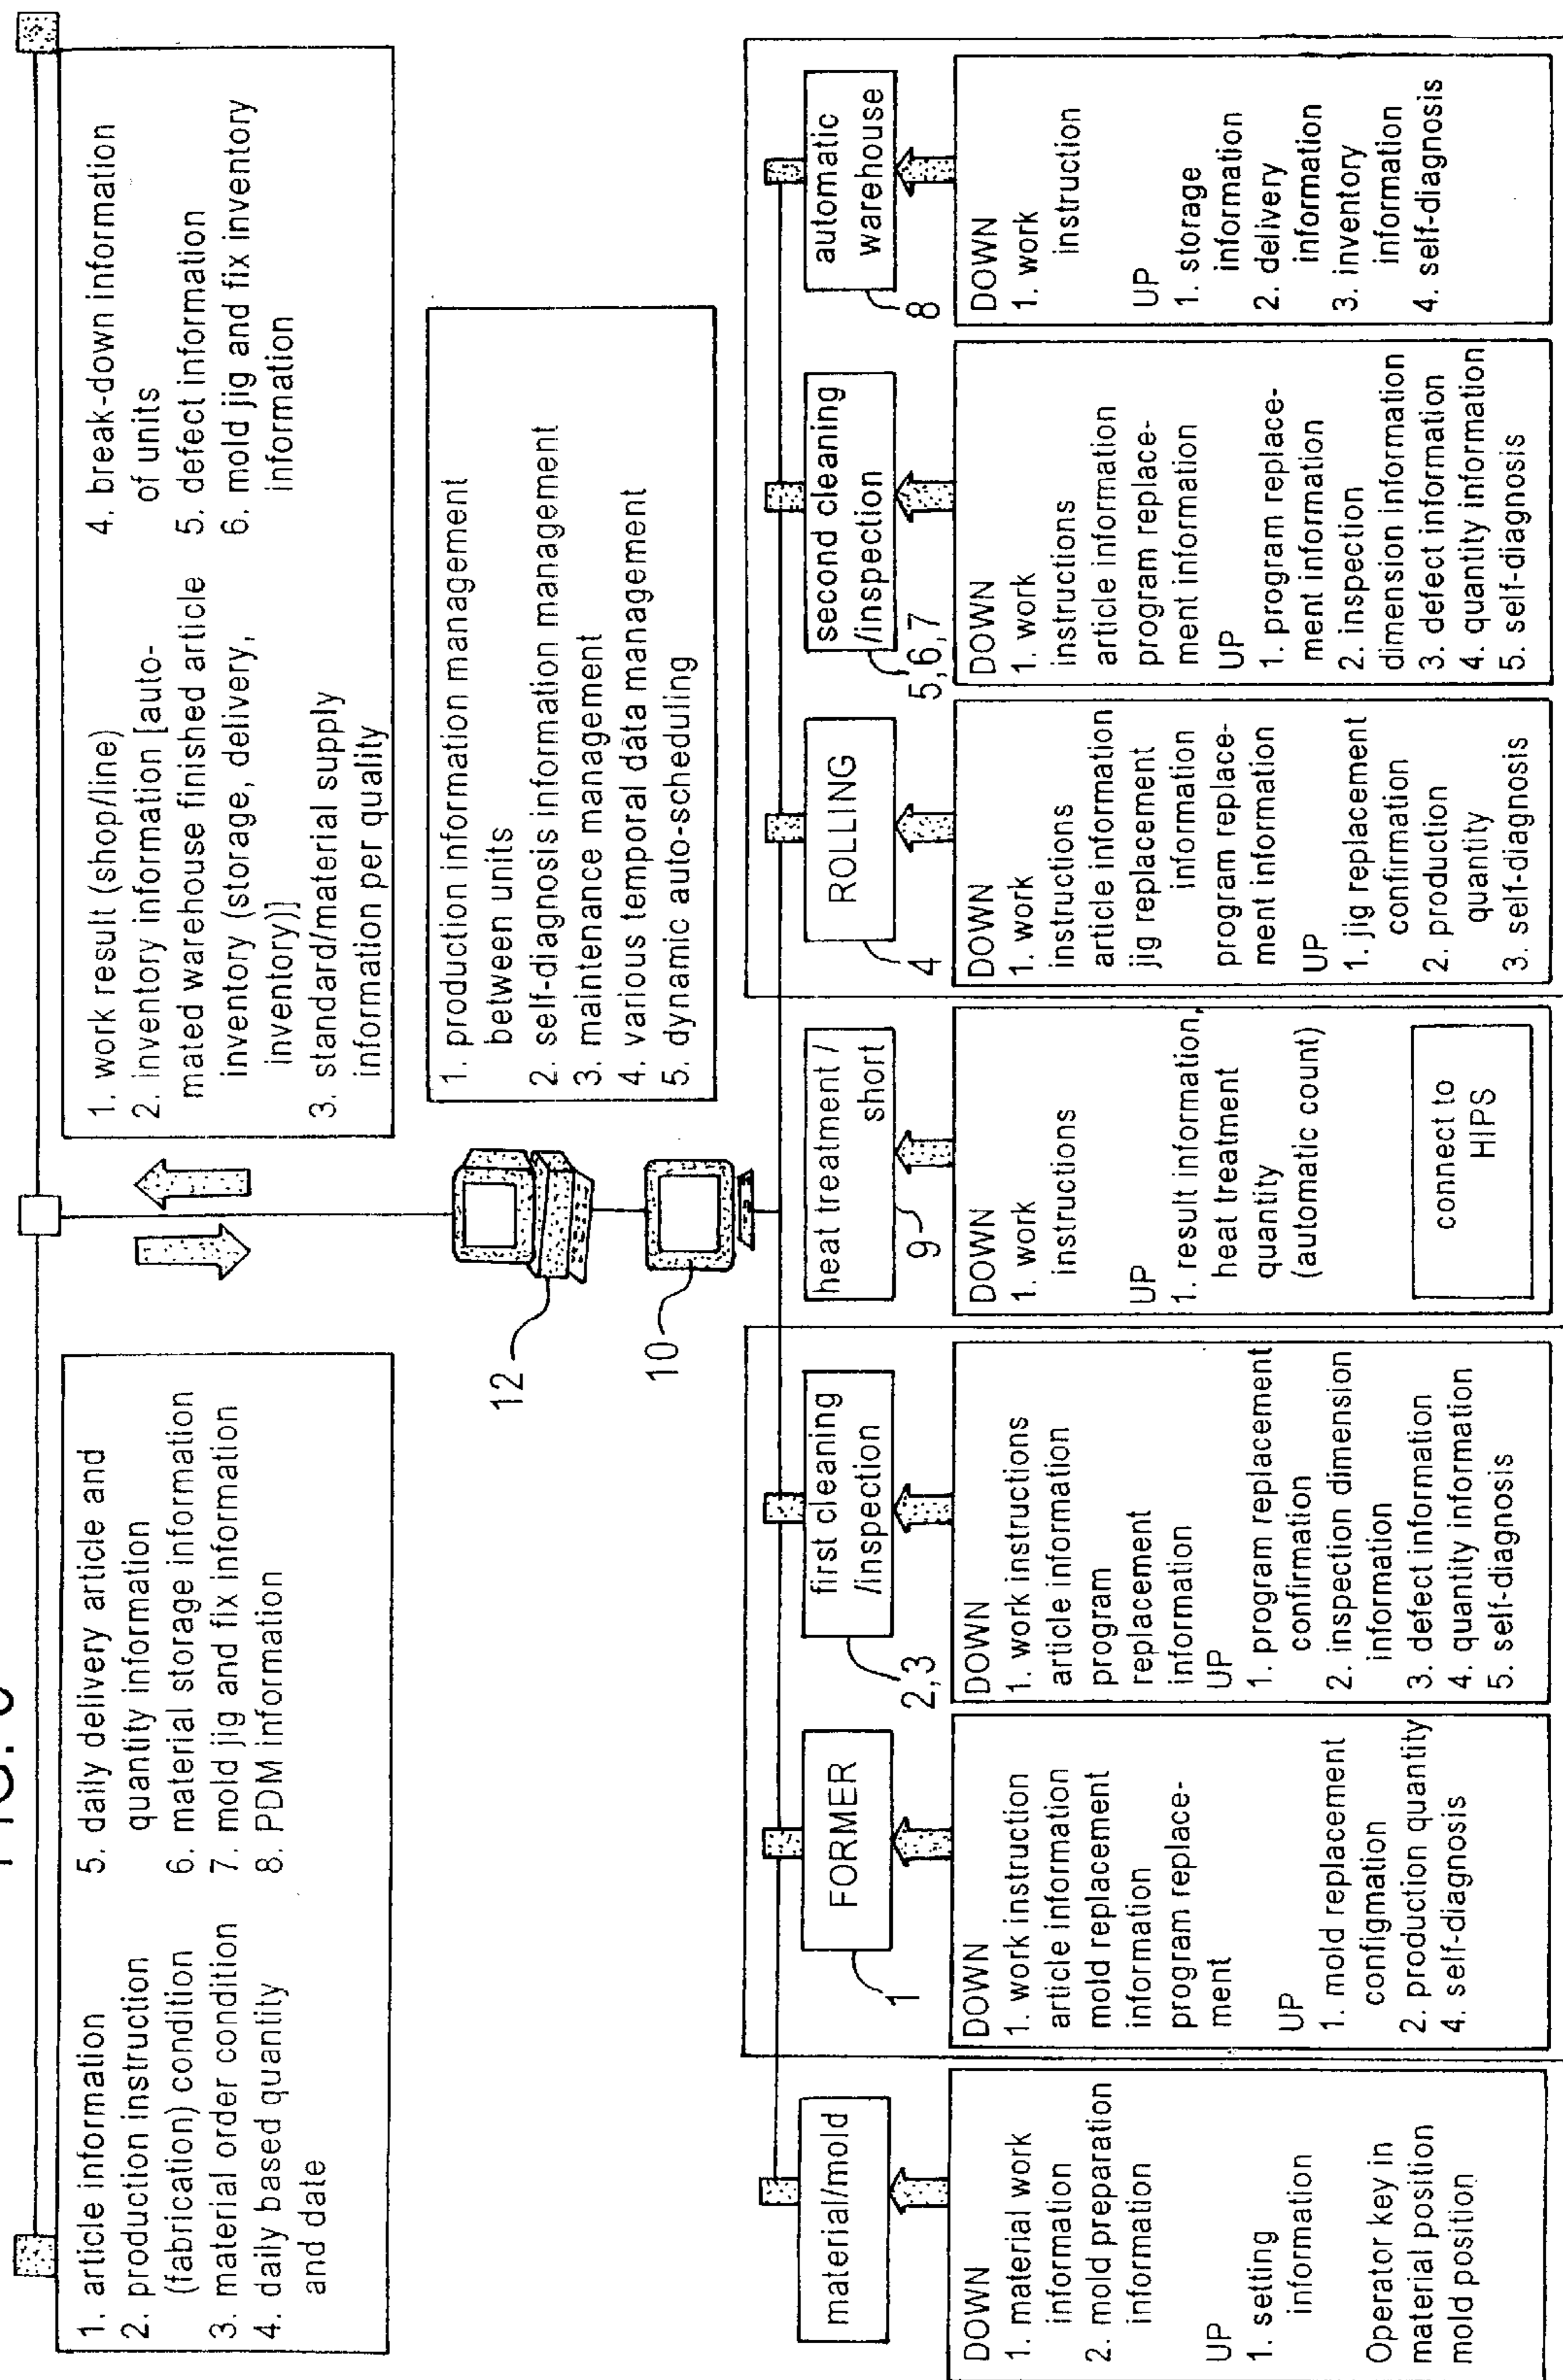 1. article information
2. production instruction
(fabrication) condition
3. material order condition
4. daily based quantity
and date
5. daily delivery article and
quantity information
6. material storage information
7. mold jig and fix information
8. PDM information
1. work result (shop/line)
2. inventory information [auto-
mated warehouse finished article
inventory (storage, delivery,
inventory)]
3. standard/material supply
information per quality
4. break-down information
of units
5. defect information
6. mold jig and fix inventory
information
12
10
1. production information management
between units
2. self-diagnosis information management
3. maintenance management
4. various temporal data management
5. dynamic auto-scheduling
material/mold
DOWN
1. material work
information
2. mold preparation
information
UP
1. setting
information
Operator key in
material position
mold position
FORMER
1
DOWN
1. work instruction
article information
mold replacement
information
program replace-
ment
UP
1. mold replacement
configmation
2. production quantity
4. self-diagnosis
first cleaning
/inspection
2,3
DOWN
1. work instructions
article information
program
replacement
information
UP
1. program replacement
confirmation
2. inspection dimension
information
3. defect information
4. quantity information
5. self-diagnosis
heat treatment /
short
9
DOWN
1. work
instructions
UP
1. result information,
heat treatment
quantity
(automatic count)
connect to
HIPS
ROLLING
4
DOWN
1. work
instructions
article information
jig replacement
information
program replace-
ment information
UP
1. jig replacement
confirmation
2. production
quantity
3. self-diagnosis
second cleaning
/inspection
5,6,7
DOWN
1. work
instructions
article information
program replace-
ment information
UP
1. program replace-
ment information
2. inspection
dimension information
3. defect information
4. quantity information
5. self-diagnosis
automatic
warehouse
8
DOWN
1. work
instruction
UP
1. storage
information
2. delivery
information
3. inventory
information
4. self-diagnosis